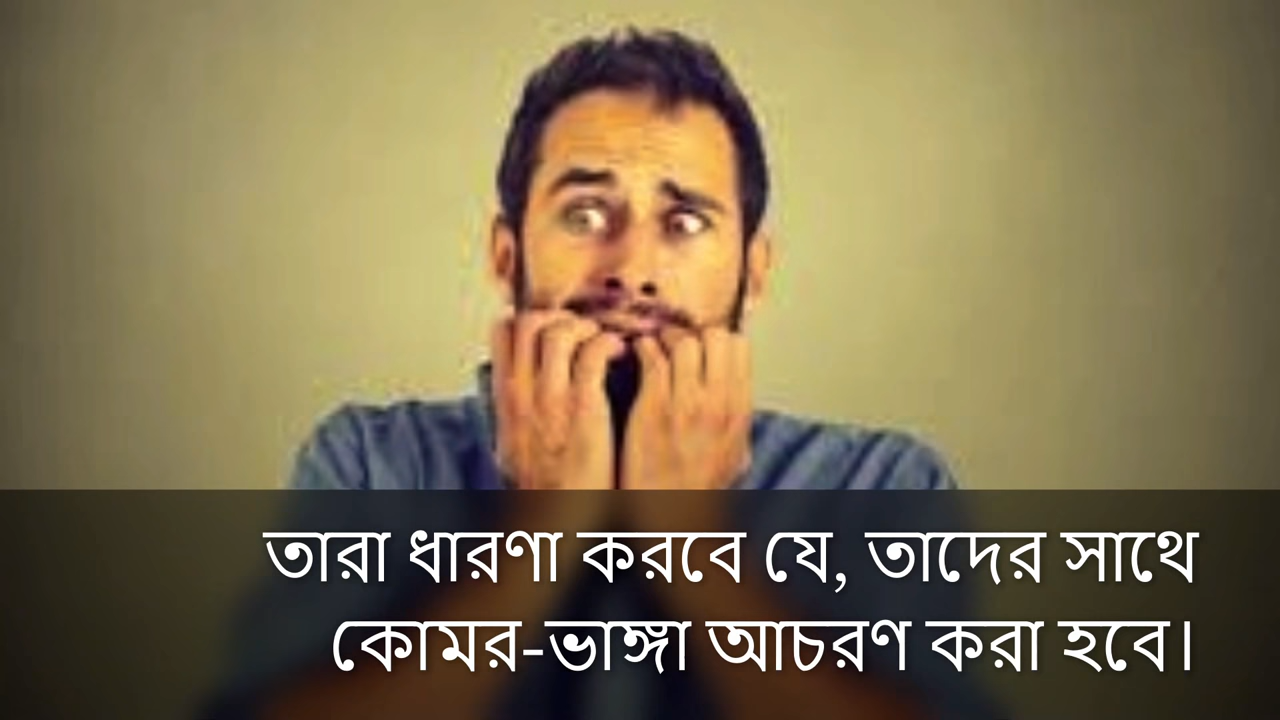 তারা ধারণা করবে যে, তাদের সাথে
কোমর-ভাঙ্গা আচরণ করা হবে।